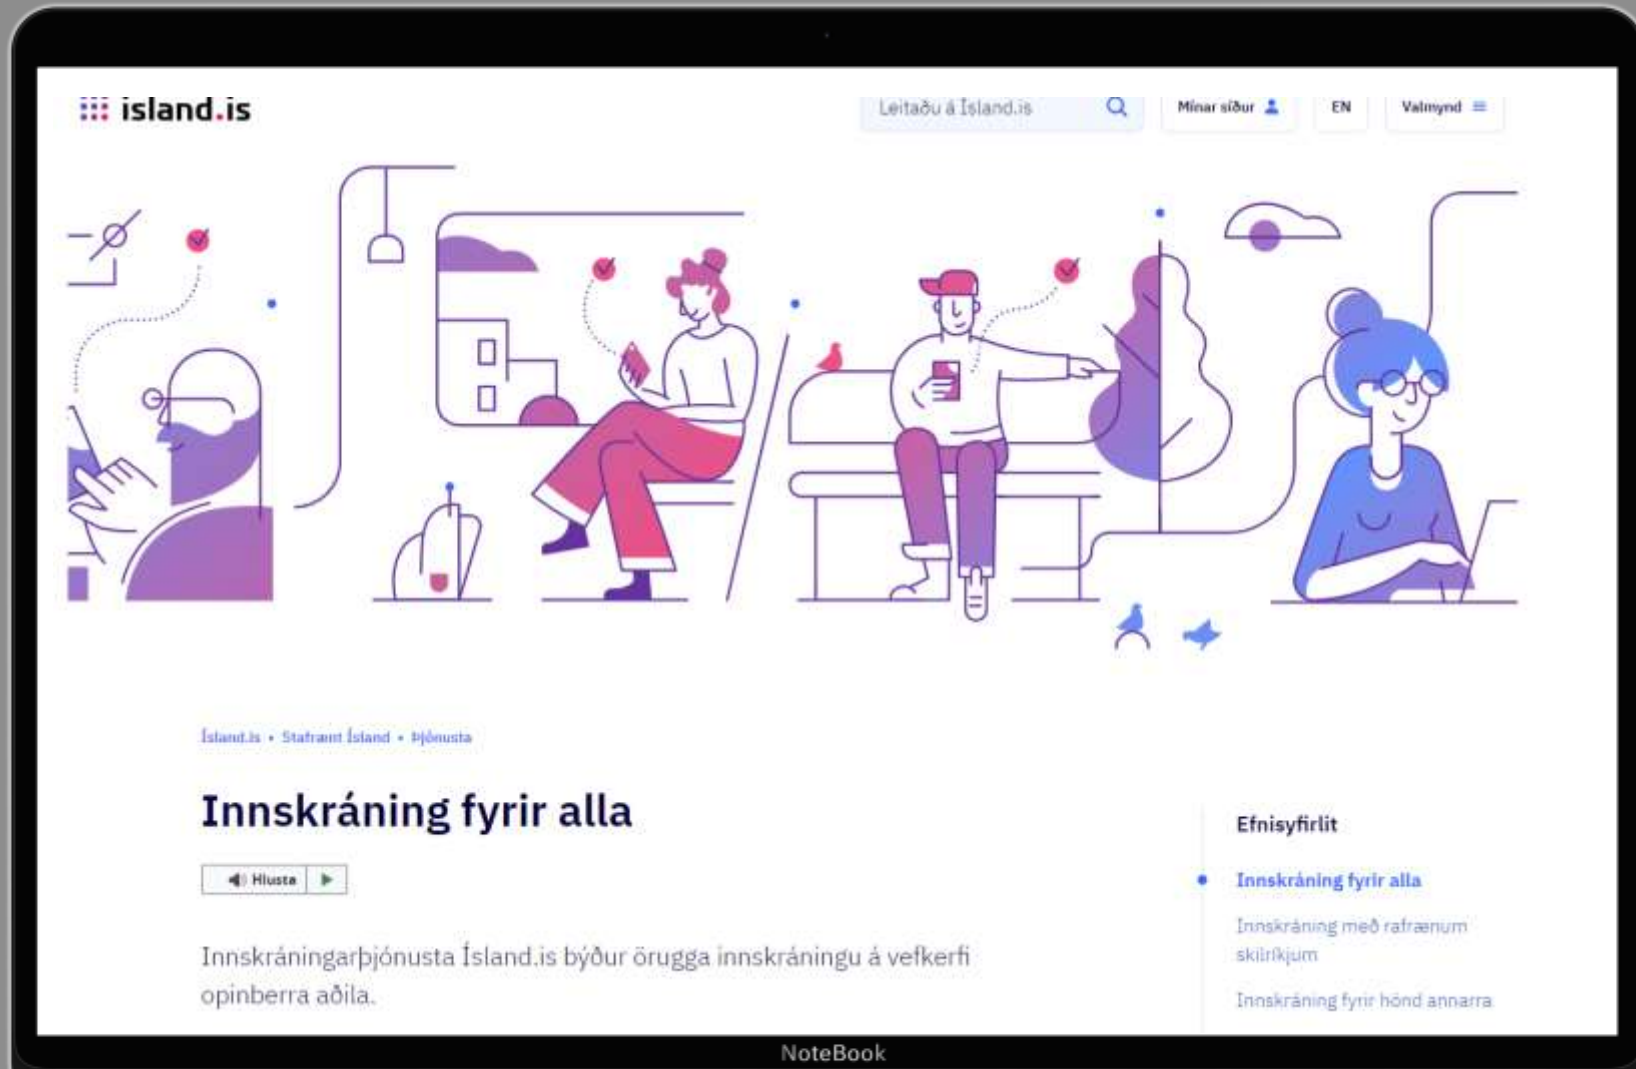 island.is
Leitaðu á Ísland.is
Mínar síður
EN
Valmynd
Ísland.is • Stafrænt Ísland • Þjónusta
Innskráning fyrir alla
Hlusta
Innskráningarþjónusta Ísland.is býður örugga innskráningu á vefkerfi
opinberra aðila.
Efnisyfirlit
Innskráning fyrir alla
Innskráning með rafrænum
skilríkjum
Innskráning fyrir hönd annarra
NoteBook